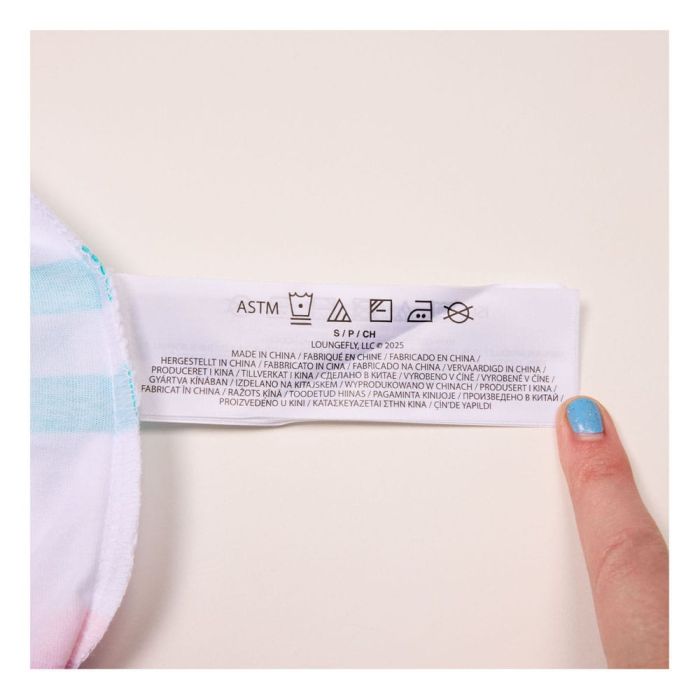 ASTM
S / P / CH
LOUNGEFLY, LLC © 2025
MADE IN CHINA / FABRIQUÉ EN CHINE / FABRICADO EN CHINA /
HERGESTELLT IN CHINA / FABBRICATO IN CINA / FABRICADO NA CHINA / VERVAARDIGD IN CHINA /
PRODUCERET I KINA / TILLVERKAT I KINA / СДЕЛАНО В КИТАЕ / VYROBENO V ČÍNĚ / VYROBENÉ V ČÍNE /
GYÁRTVA KÍNÁBAN / IZDELANO NA KITAJSKEM / WYPRODUKOWANO W CHINACH / PRODUSERT I KINA /
FABRICAT ÎN CHINA / RAŽOTS ĶĪNĀ / TOODETUD HIINAS / PAGAMINTA KINIJOJE / ПРОИЗВЕДЕНО В КИТАЙ /
PROIZVEDENO U KINI / ΚΑΤΑΣΚΕΥΑΖΕΤΑΙ ΣΤΗΝ ΚΙΝΑ / ÇİN'DE YAPILDI